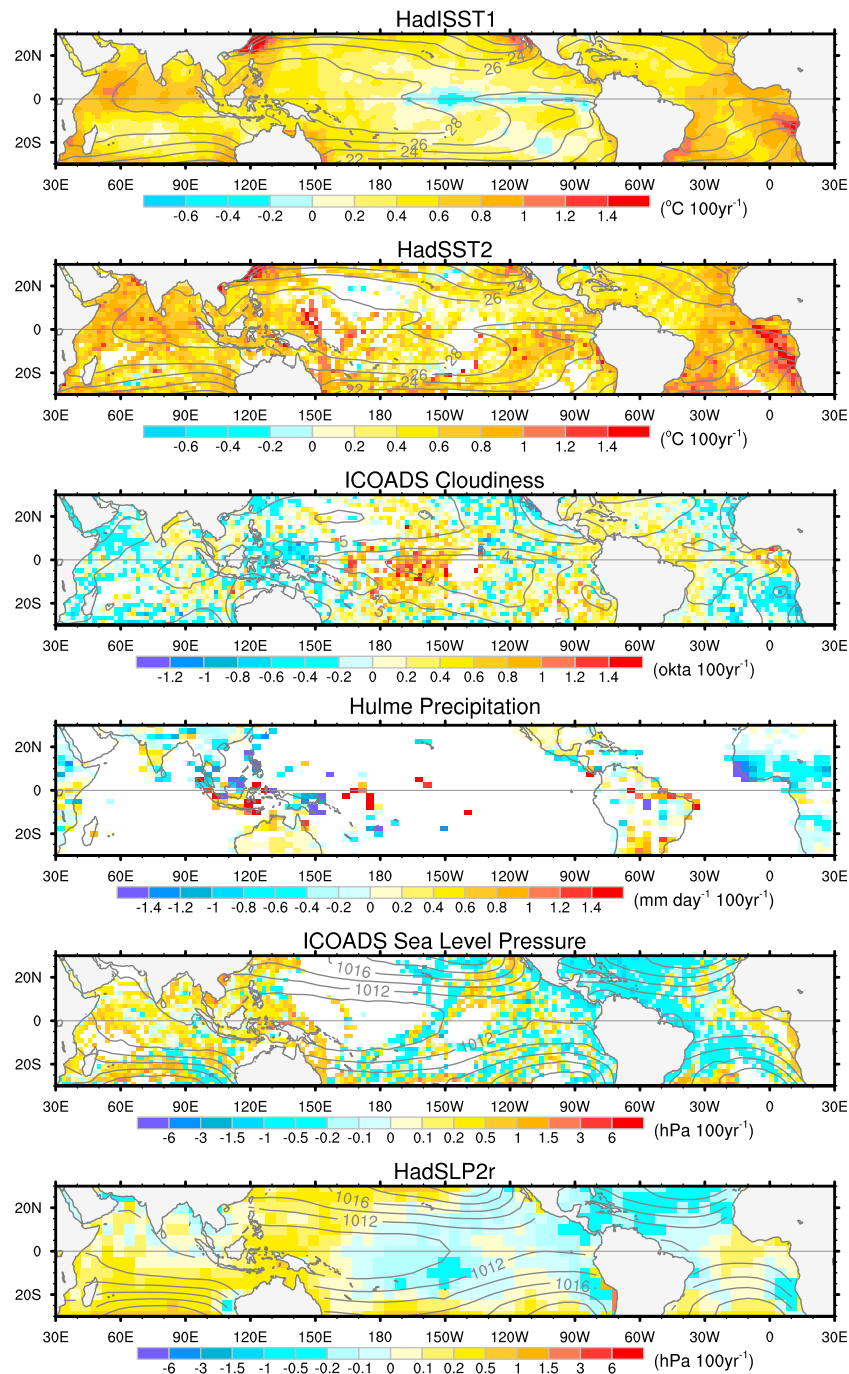 HadISST1
20N
0
20S
24
26
28
26
24
22
30E 60E 90E 120E 150E 180 150W 120W 90W 60W 30W 0 30E
-0.6 -0.4 -0.2 0 0.2 0.4 0.6 0.8 1 1.2 1.4 (°C 100yr⁻¹)
HadSST2
20N
0
20S
24
26
28
26
24
22
30E 60E 90E 120E 150E 180 150W 120W 90W 60W 30W 0 30E
-0.6 -0.4 -0.2 0 0.2 0.4 0.6 0.8 1 1.2 1.4 (°C 100yr⁻¹)
ICOADS Cloudiness
20N
0
20S
5
4
4
5
30E 60E 90E 120E 150E 180 150W 120W 90W 60W 30W 0 30E
-1.2 -1 -0.8 -0.6 -0.4 -0.2 0 0.2 0.4 0.6 0.8 1 1.2 1.4 (okta 100yr⁻¹)
Hulme Precipitation
20N
0
20S
30E 60E 90E 120E 150E 180 150W 120W 90W 60W 30W 0 30E
-1.4 -1.2 -1 -0.8 -0.6 -0.4 -0.2 0 0.2 0.4 0.6 0.8 1 1.2 1.4 (mm day⁻¹ 100yr⁻¹)
ICOADS Sea Level Pressure
20N
0
20S
1016
1012
1012
30E 60E 90E 120E 150E 180 150W 120W 90W 60W 30W 0 30E
-6 -3 -1.5 -1 -0.5 -0.2 -0.1 0 0.1 0.2 0.5 1 1.5 3 6 (hPa 100yr⁻¹)
HadSLP2r
20N
0
20S
1016
1012
1012
1016
30E 60E 90E 120E 150E 180 150W 120W 90W 60W 30W 0 30E
-6 -3 -1.5 -1 -0.5 -0.2 -0.1 0 0.1 0.2 0.5 1 1.5 3 6 (hPa 100yr⁻¹)